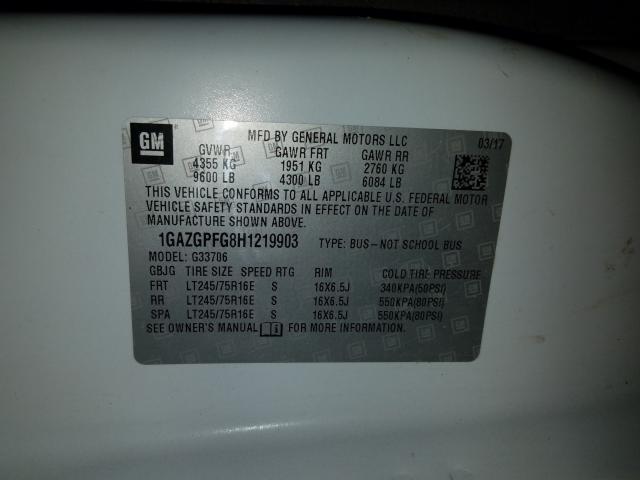 GM
MFD BY GENERAL MOTORS LLC 03/17
GVWR GAWR FRT GAWR RR
4355 KG 1951 KG 2760 KG
9600 LB 4300 LB 6084 LB
THIS VEHICLE CONFORMS TO ALL APPLICABLE U.S. FEDERAL MOTOR
VEHICLE SAFETY STANDARDS IN EFFECT ON THE DATE OF
MANUFACTURE SHOWN ABOVE.
1GAZGPFG8H1219903 TYPE: BUS-NOT SCHOOL BUS
MODEL: G33706
GBJG TIRE SIZE SPEED RTG RIM COLD TIRE PRESSURE
FRT LT245/75R16E S 16X6.5J 340KPA(50PSI)
RR LT245/75R16E S 16X6.5J 550KPA(80PSI)
SPA LT245/75R16E S 16X6.5J 550KPA(80PSI)
SEE OWNER'S MANUAL i FOR MORE INFORMATION.